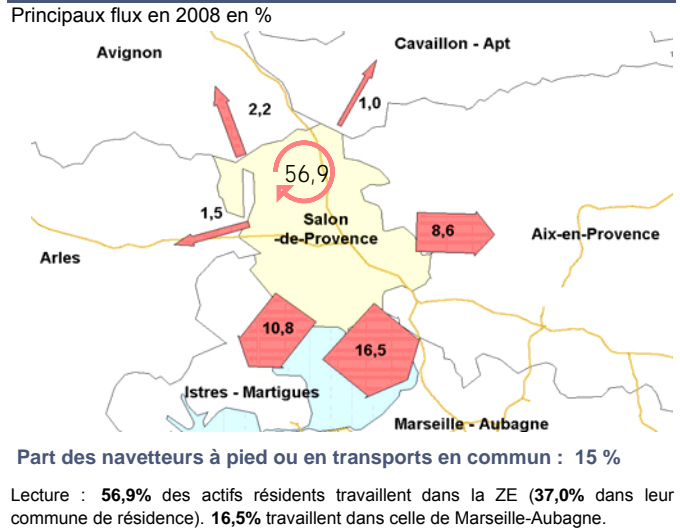 Principaux flux en 2008 en %
Cavaillon - Apt
Avignon
2,2
1,0
56,9
1,5
Salon
-de-Provence
8,6
Aix-en-Provence
Arles
10,8
16,5
Istres - Martigues
Marseille - Aubagne
Part des navetteurs à pied ou en transports en commun : 15 %
Lecture : 56,9% des actifs résidents travaillent dans la ZE (37,0% dans leur
commune de résidence). 16,5% travaillent dans celle de Marseille-Aubagne.